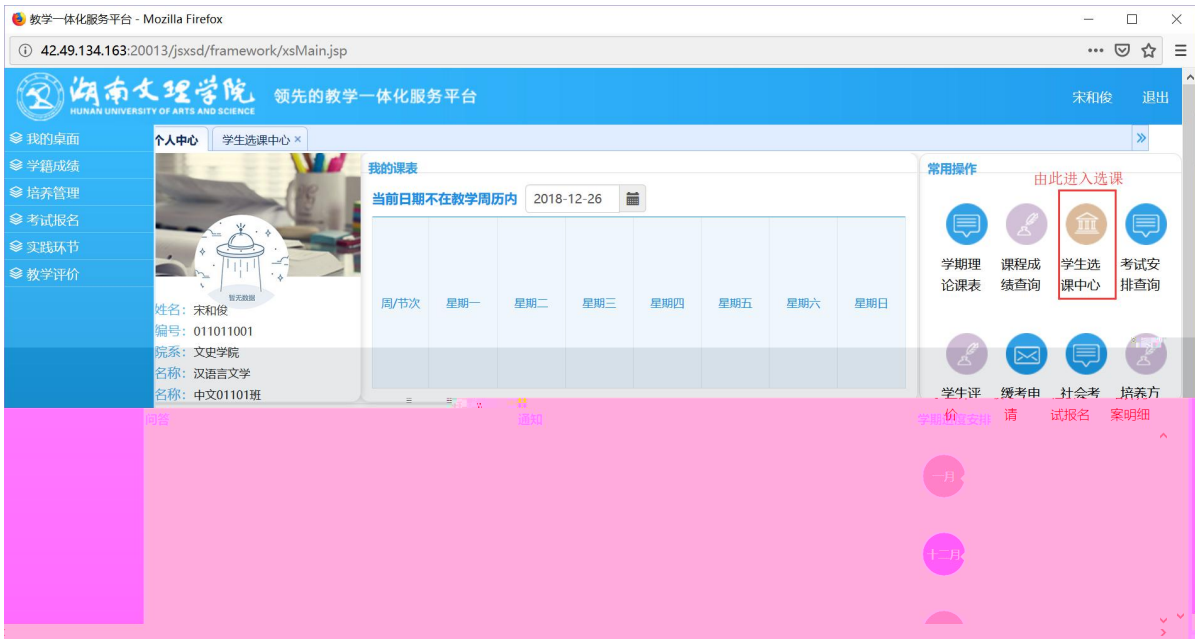 教学一体化服务平台 - Mozilla Firefox
42.49.134.163:20013/jsxsd/framework/xsMain.jsp
湖南文理学院
HUNAN UNIVERSITY OF ARTS AND SCIENCE
领先的教学一体化服务平台
宋和俊 退出
我的桌面
学籍成绩
培养管理
考试报名
实践环节
教学评价
个人中心 学生选课中心
暂无数据
姓名：宋和俊
编号：011011001
院系：文史学院
名称：汉语言文学
名称：中文01101班
我的课表
当前日期不在教学周历内 2018-12-26
周/节次 星期一 星期二 星期三 星期四 星期五 星期六 星期日
常用操作
由此进入选课
学期理论课表
课程成绩查询
学生选课中心
考试安排查询
学生评价
缓考申请
社会考试报名
培养方案明细
问答
通知
学期进程安排
一月
十二月